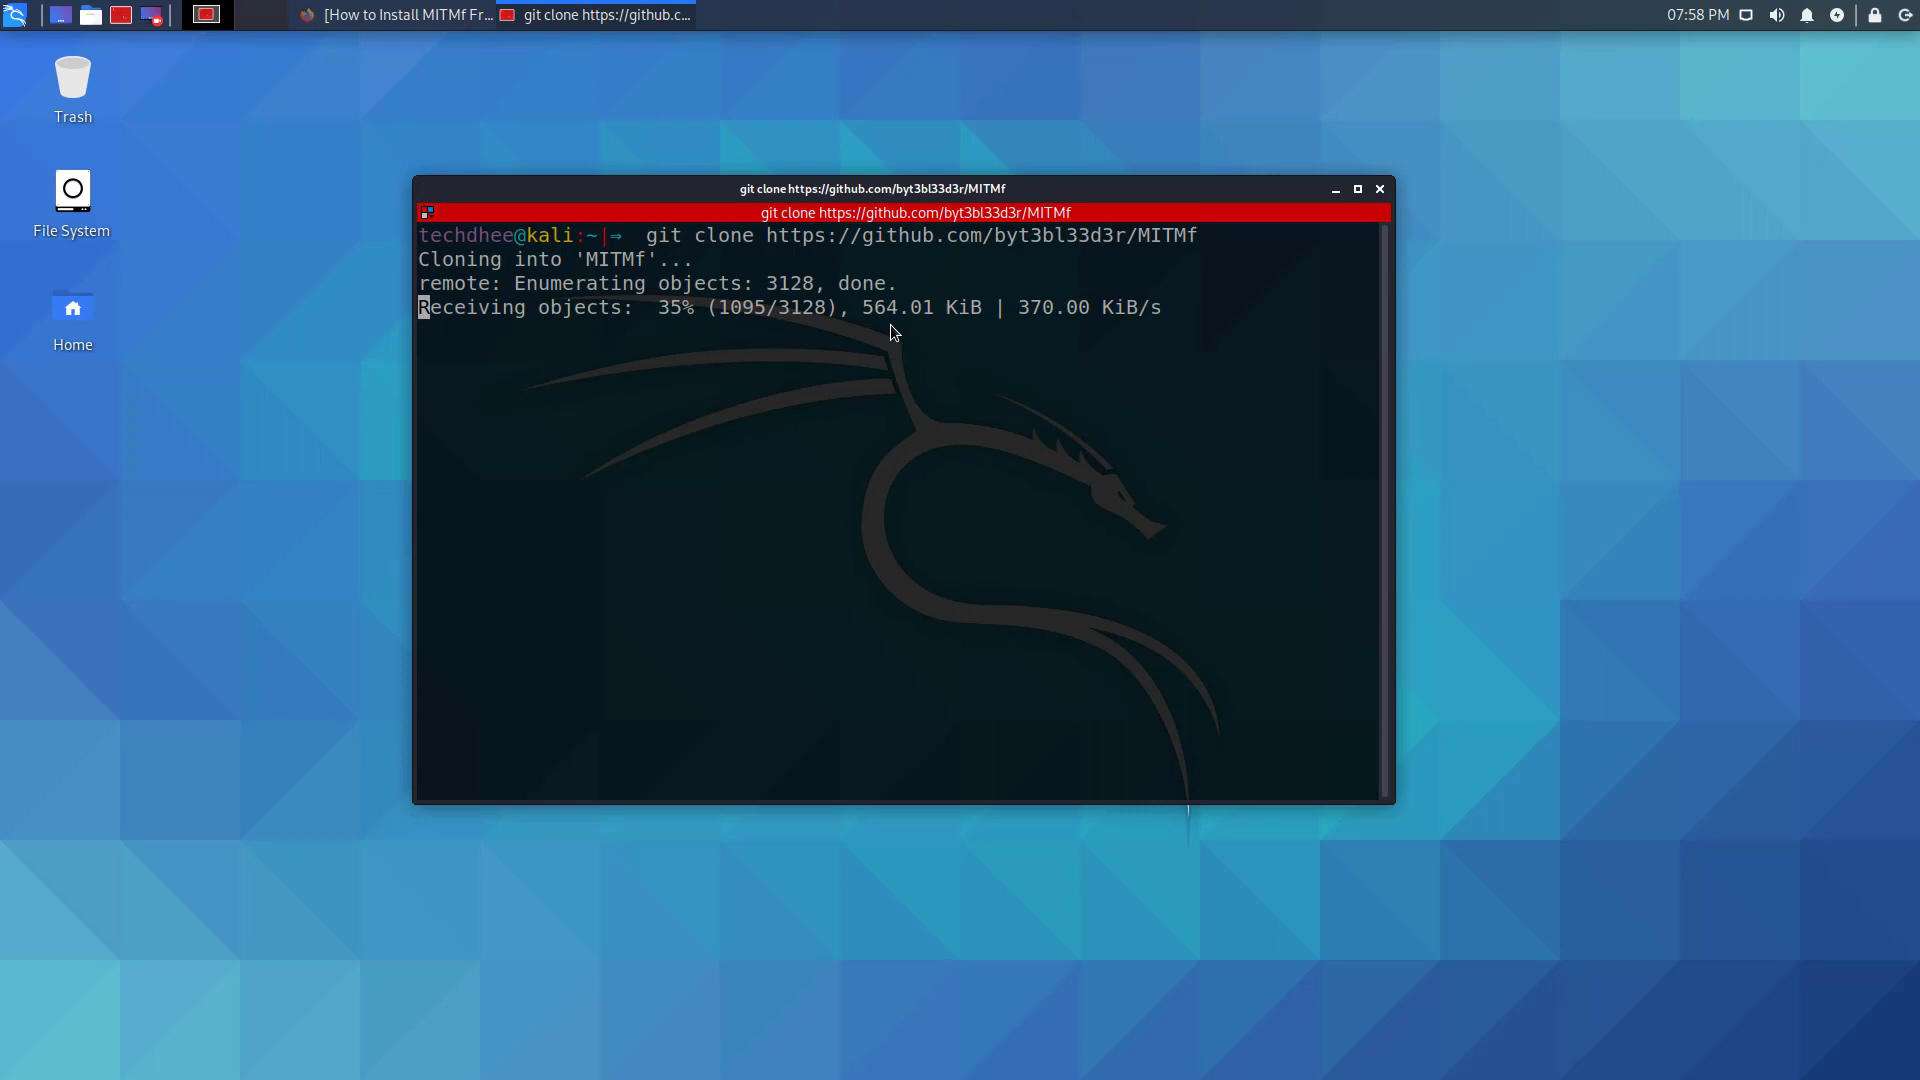 [How to Install MITMf Fr...
git clone https://github.c...
07:58 PM
Trash
File System
Home
git clone https://github.com/byt3bl33d3r/MITMf
git clone https://github.com/byt3bl33d3r/MITMf
techdhee@kali:~|⇒  git clone https://github.com/byt3bl33d3r/MITMf
Cloning into 'MITMf'...
remote: Enumerating objects: 3128, done.
Receiving objects:  35% (1095/3128), 564.01 KiB | 370.00 KiB/s